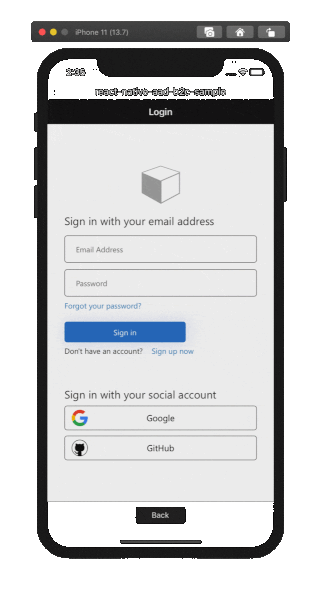 iPhone 11 (13.7)
2:35
react-native-aad-b2c-sample
Login
Sign in with your email address
Email Address
Password
Forgot your password?
Sign in
Don't have an account? Sign up now
Sign in with your social account
Google
GitHub
Back